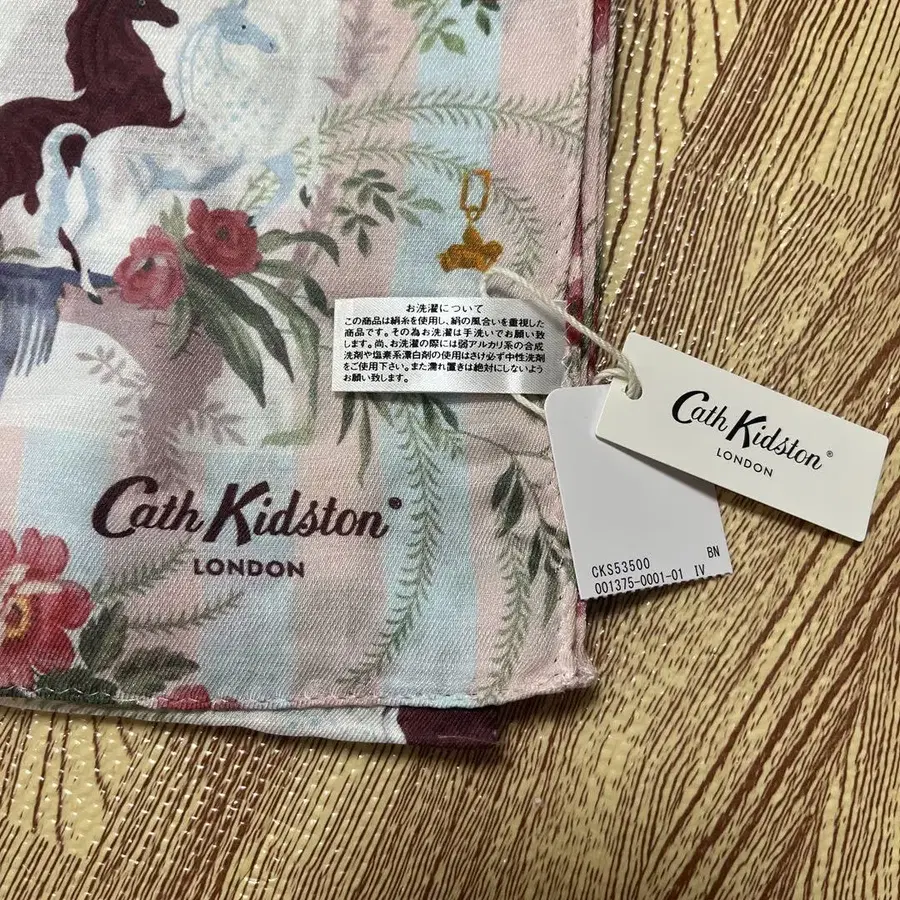 お洗濯について
この商品は絹糸を使用し、絹の風合いを重視した
商品です。その為お洗濯は手洗いでお願い致
します。尚、お洗濯の際には弱アルカリ系の合成
洗剤や塩素系漂白剤の使用はさけ必ず中性洗剤
をご使用下さい。また濡れ置きは絶対にしないよう
お願い致します。
Cath Kidston®
LONDON
CKS53500 BN
001375-0001-01 IV
Cath Kidston®
LONDON